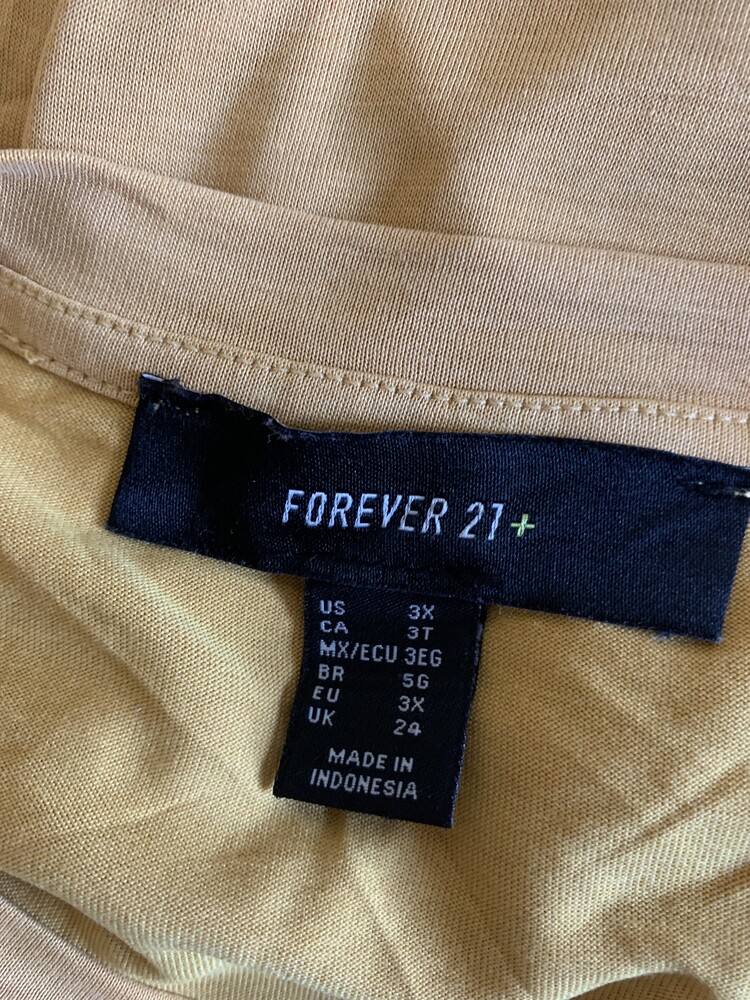 FOREVER 21+
US 3X
CA 3T
MX/ECU 3EG
BR 5G
EU 3X
UK 24
MADE IN
INDONESIA